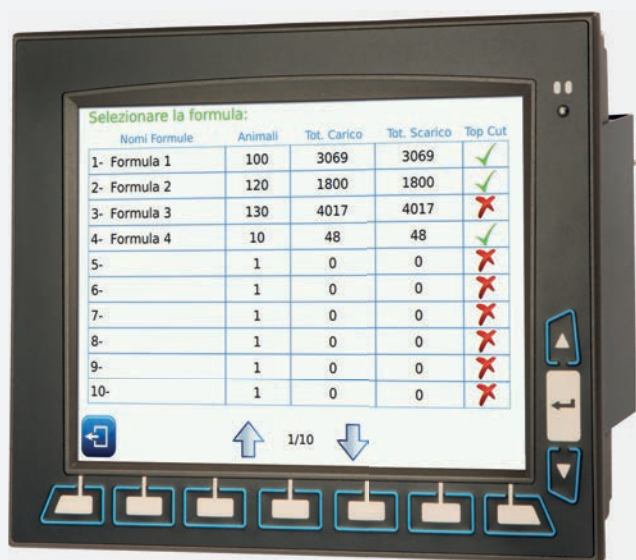 Selezionare la formula:
Nomi Formule Animali Tot. Carico Tot. Scarico Top Cut
1- Formula 1 100 3069 3069
2- Formula 2 120 1800 1800
3- Formula 3 130 4017 4017
4- Formula 4 10 48 48
5- 1 0 0
6- 1 0 0
7- 1 0 0
8- 1 0 0
9- 1 0 0
10- 1 0 0
1/10